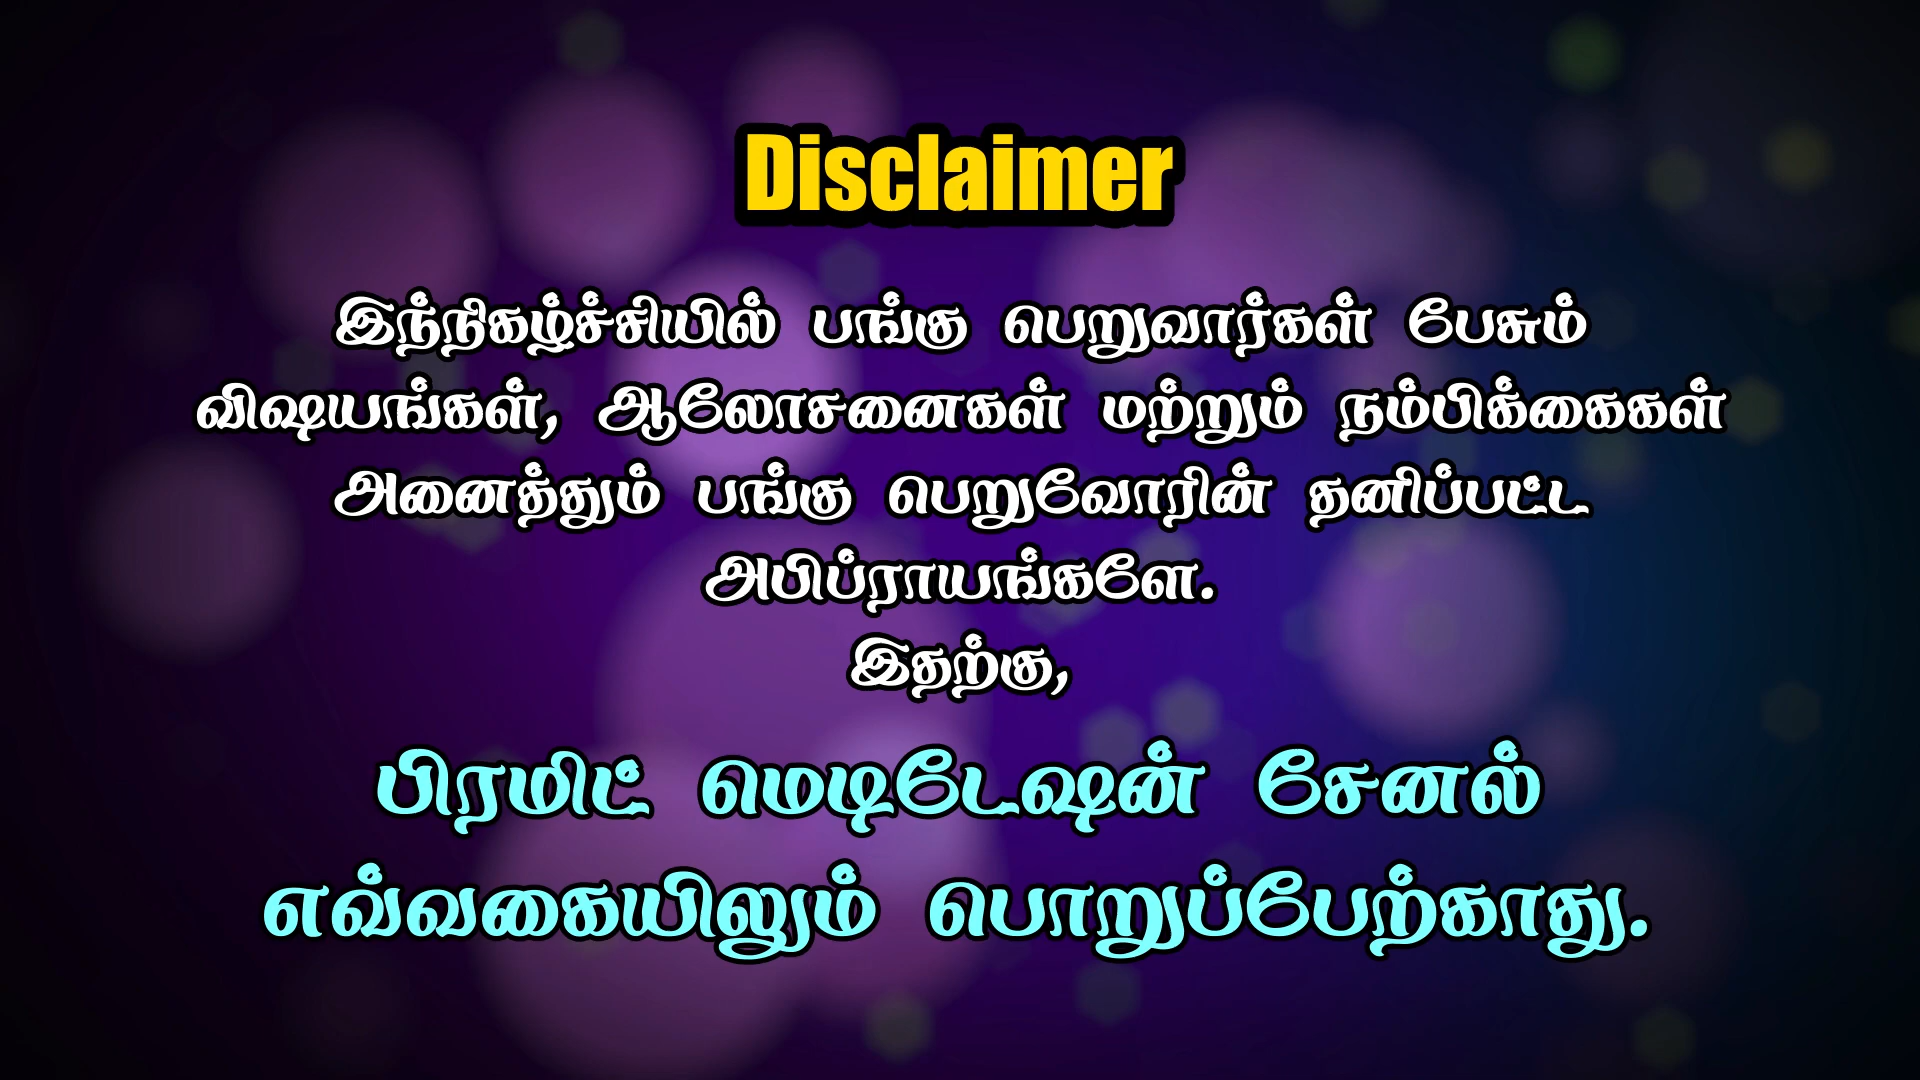 Disclaimer
இந்நிகழ்ச்சியில் பங்கு பெறுவார்கள் பேசும்
விஷயங்கள், ஆலோசனைகள் மற்றும் நம்பிக்கைகள்
அனைத்தும் பங்கு பெறுவோரின் தனிப்பட்ட
அபிப்ராயங்களே.
இதற்கு,
பிரமிட் மெடிடேஷன் சேனல்
எவ்வகையிலும் பொறுப்பேற்காது.